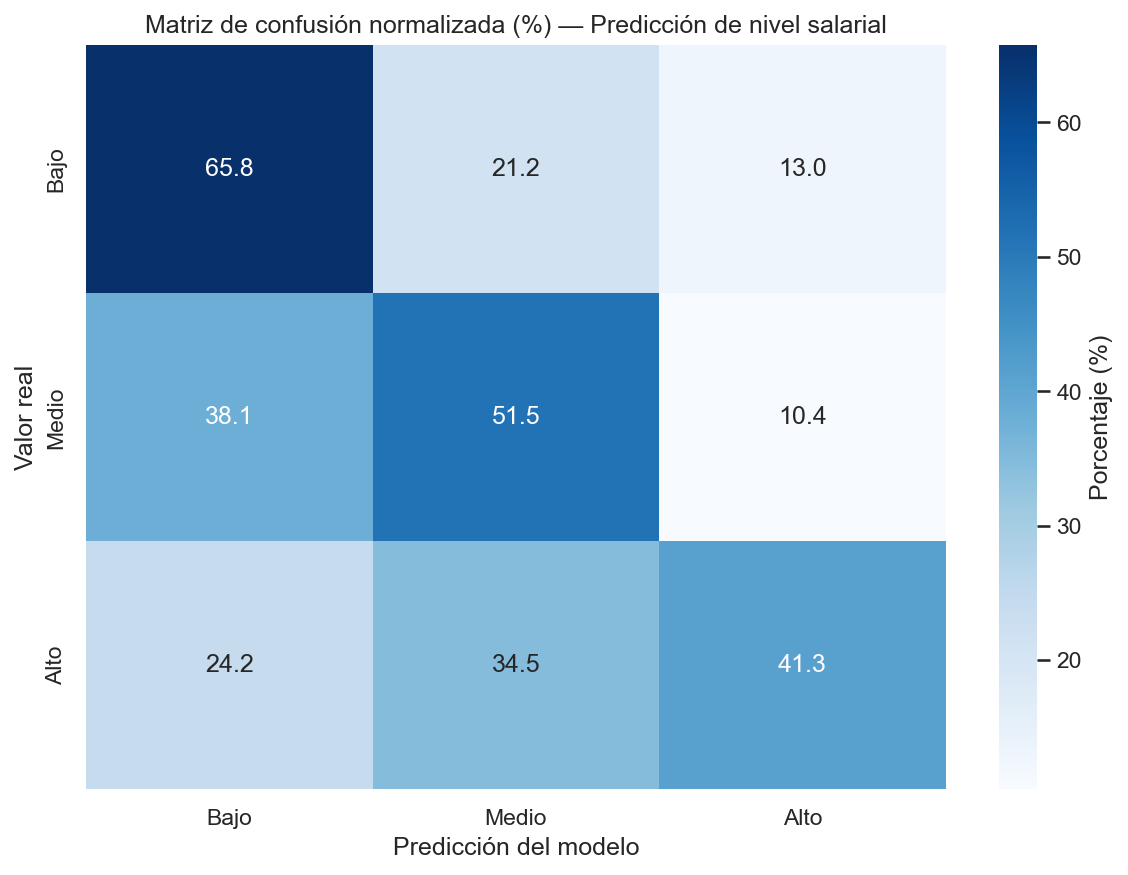 Matriz de confusión normalizada (%) — Predicción de nivel salarial
Valor real
Bajo
65.8 21.2 13.0
Medio
38.1 51.5 10.4
Alto
24.2 34.5 41.3
Bajo Medio Alto
Predicción del modelo
60
50
40
30
20
Porcentaje (%)